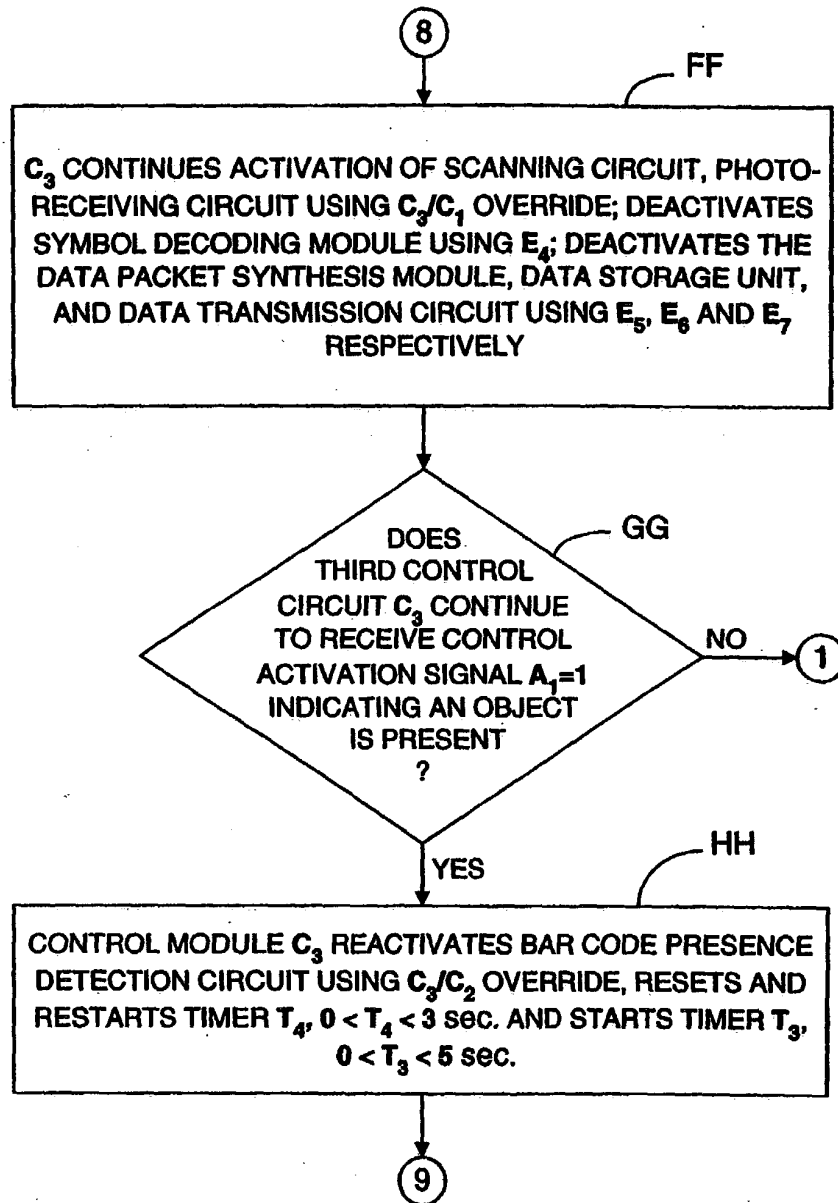 8
FF
C3 CONTINUES ACTIVATION OF SCANNING CIRCUIT, PHOTO-
RECEIVING CIRCUIT USING C3/C1 OVERRIDE; DEACTIVATES
SYMBOL DECODING MODULE USING E4; DEACTIVATES THE
DATA PACKET SYNTHESIS MODULE, DATA STORAGE UNIT,
AND DATA TRANSMISSION CIRCUIT USING E5, E6 AND E7
RESPECTIVELY
GG
DOES
THIRD CONTROL
CIRCUIT C3 CONTINUE
TO RECEIVE CONTROL
ACTIVATION SIGNAL A1=1
INDICATING AN OBJECT
IS PRESENT
?
NO
1
YES
HH
CONTROL MODULE C3 REACTIVATES BAR CODE PRESENCE
DETECTION CIRCUIT USING C3/C2 OVERRIDE, RESETS AND
RESTARTS TIMER T4, 0 < T4 < 3 sec. AND STARTS TIMER T3,
0 < T3 < 5 sec.
9